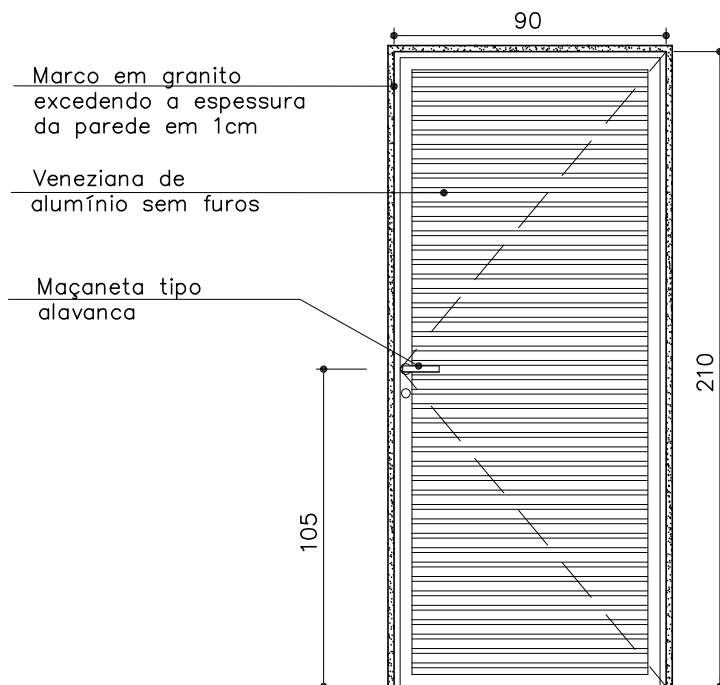 90
Marco em granito
excedendo a espessura
da parede em 1cm
Veneziana de
alumínio sem furos
Maçaneta tipo
alavanca
210
105